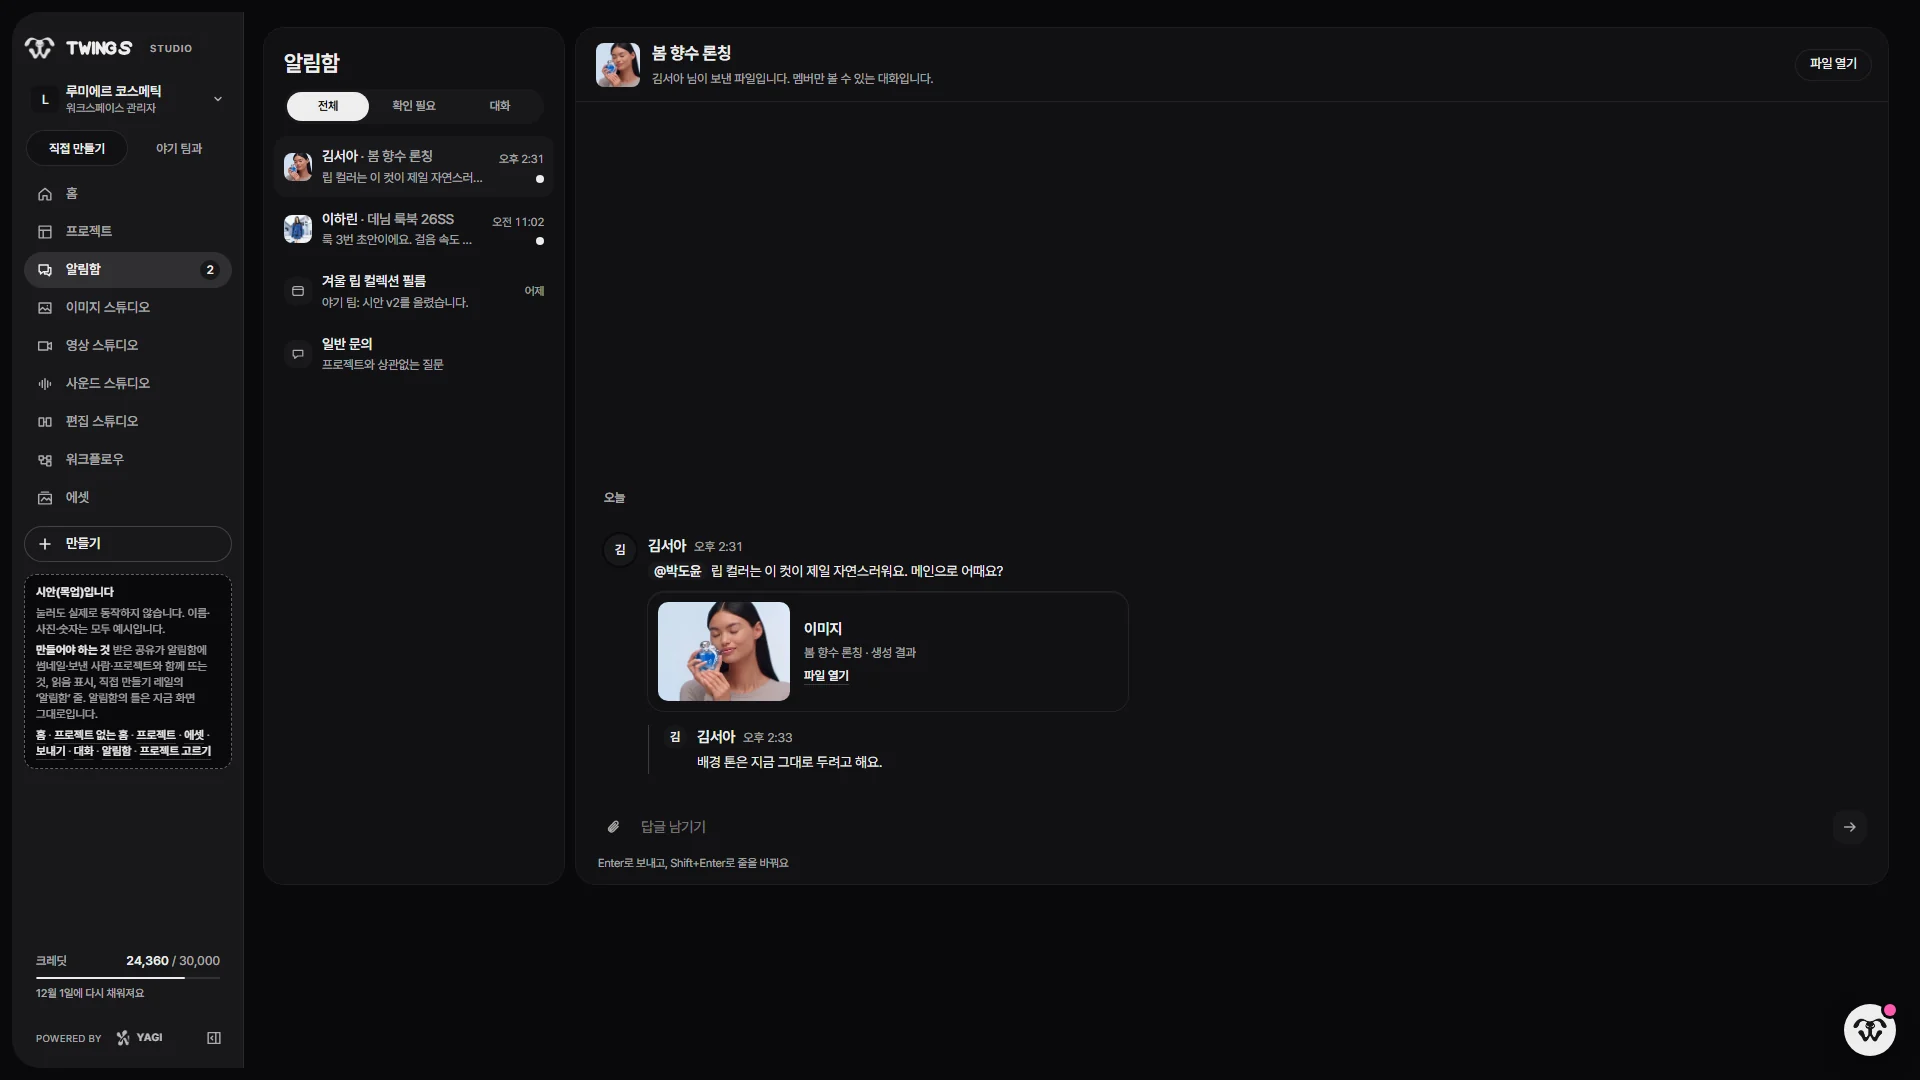 TWINGS STUDIO
L
루미에르 코스메틱
워크스페이스 관리자
직접 만들기
야기 팀과
홈
프로젝트
알림함
2
이미지 스튜디오
영상 스튜디오
사운드 스튜디오
편집 스튜디오
워크플로우
에셋
만들기
시안(목업)입니다
눌러도 실제로 동작하지 않습니다. 이름·
사진·숫자는 모두 예시입니다.
만들어야 하는 것 받은 공유가 알림함에
썸네일·보낸 사람·프로젝트와 함께 뜨는
것, 읽음 표시, 직접 만들기 레일의
'알림함' 줄. 알림함의 틀은 지금 화면
그대로입니다.
홈 · 프로젝트 없는 홈 · 프로젝트 · 에셋 ·
보내기 · 대화 · 알림함 · 프로젝트 고르기
크레딧
24,360 / 30,000
12월 1일에 다시 채워져요
POWERED BY YAGI
알림함
전체
확인 필요
대화
김서아 · 봄 향수 론칭
오후 2:31
립 컬러는 이 컷이 제일 자연스러...
이하린 · 데님 룩북 26SS
오전 11:02
룩 3번 초안이에요. 걸음 속도 ...
겨울 립 컬렉션 필름
어제
야기 팀: 시안 v2를 올렸습니다.
일반 문의
프로젝트와 상관없는 질문
봄 향수 론칭
김서아 님이 보낸 파일입니다. 멤버만 볼 수 있는 대화입니다.
파일 열기
오늘
김
김서아 오후 2:31
@박도윤 립 컬러는 이 컷이 제일 자연스러워요. 메인으로 어때요?
이미지
봄 향수 론칭 · 생성 결과
파일 열기
김
김서아 오후 2:33
배경 톤은 지금 그대로 두려고 해요.
답글 남기기
Enter로 보내고, Shift+Enter로 줄을 바꿔요